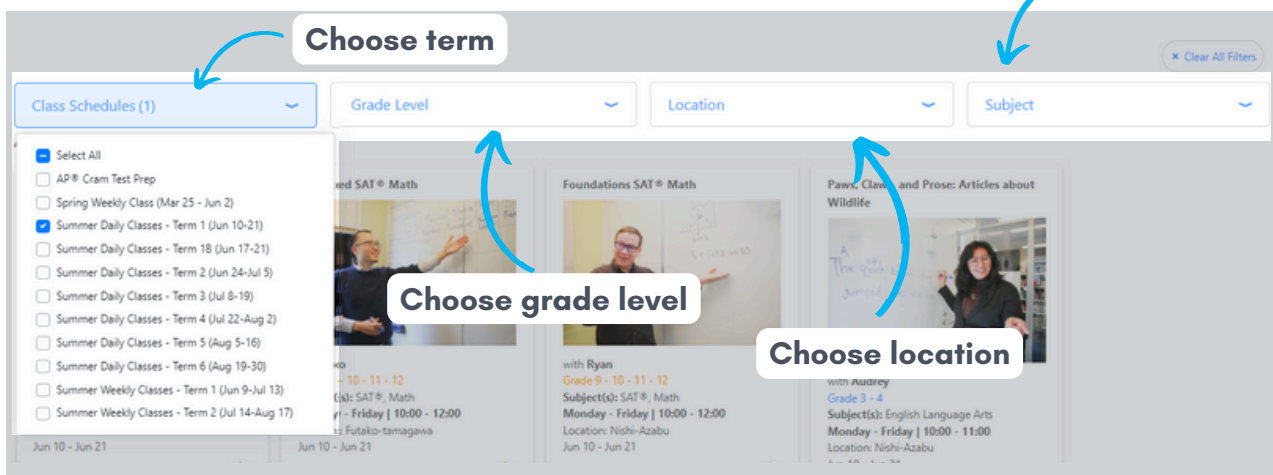 Choose term
× Clear All Filters
Class Schedules (1)
Grade Level
Location
Subject
Select All
AP® Cram Test Prep
Spring Weekly Class (Mar 25 - Jun 2)
Summer Daily Classes - Term 1 (Jun 10-21)
Summer Daily Classes - Term 1B (Jun 17-21)
Summer Daily Classes - Term 2 (Jun 24-Jul 5)
Summer Daily Classes - Term 3 (Jul 8-19)
Summer Daily Classes - Term 4 (Jul 22-Aug 2)
Summer Daily Classes - Term 5 (Aug 5-16)
Summer Daily Classes - Term 6 (Aug 19-30)
Summer Weekly Classes - Term 1 (Jun 9-Jul 13)
Summer Weekly Classes - Term 2 (Jul 14-Aug 17)
Jun 10 - Jun 21
SAT® Math
Choose grade level
- 10 - 11 - 12
SAT®, Math
- Friday | 10:00 - 12:00
Futako-tamagawa
Jun 10 - Jun 21
Foundations SAT® Math
with Ryan
Grade 9 - 10 - 11 - 12
Subject(s): SAT®, Math
Monday - Friday | 10:00 - 12:00
Location: Nishi-Azabu
Jun 10 - Jun 21
Paws, Claws, and Prose: Articles about
Wildlife
Choose location
with Audrey
Grade 3 - 4
Subject(s): English Language Arts
Monday - Friday | 10:00 - 11:00
Location: Nishi-Azabu
Jun 10 - Jun 21